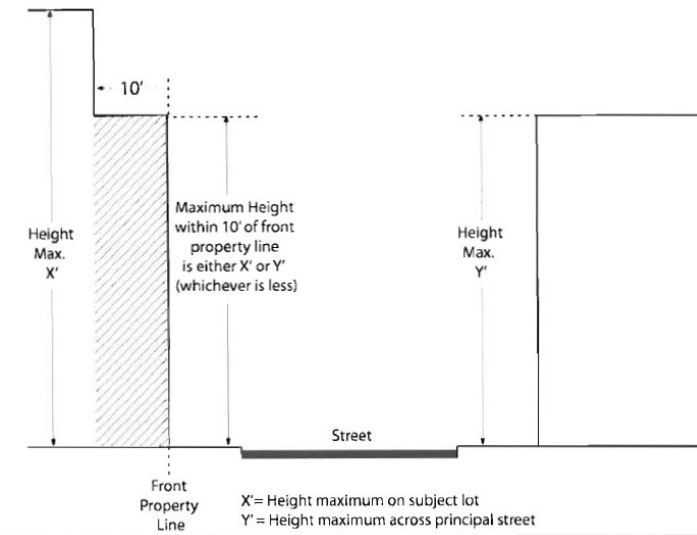 10'
Height
Max.
X'
Maximum Height
within 10' of front
property line
is either X' or Y'
(whichever is less)
Height
Max.
Y'
Street
Front
Property
Line
X'= Height maximum on subject lot
Y' = Height maximum across principal street